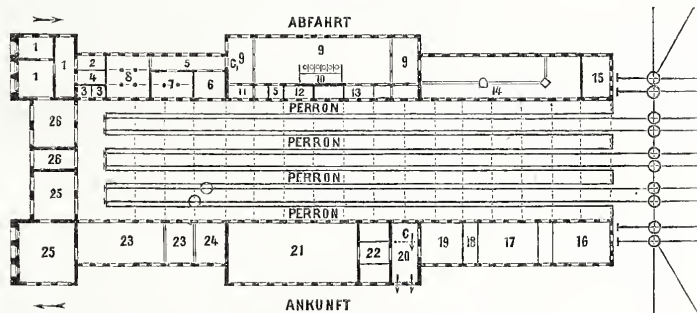 ABFAHRT
1 2 5 9 9 9 15
1 1 4 8 7 6 C, 10 14
3 3 11 5 12 13
PERRON
26 PERRON
26 PERRON
25 PERRON
25 23 23 24 21 22 C 20 19 18 17 16
ANKUNFT